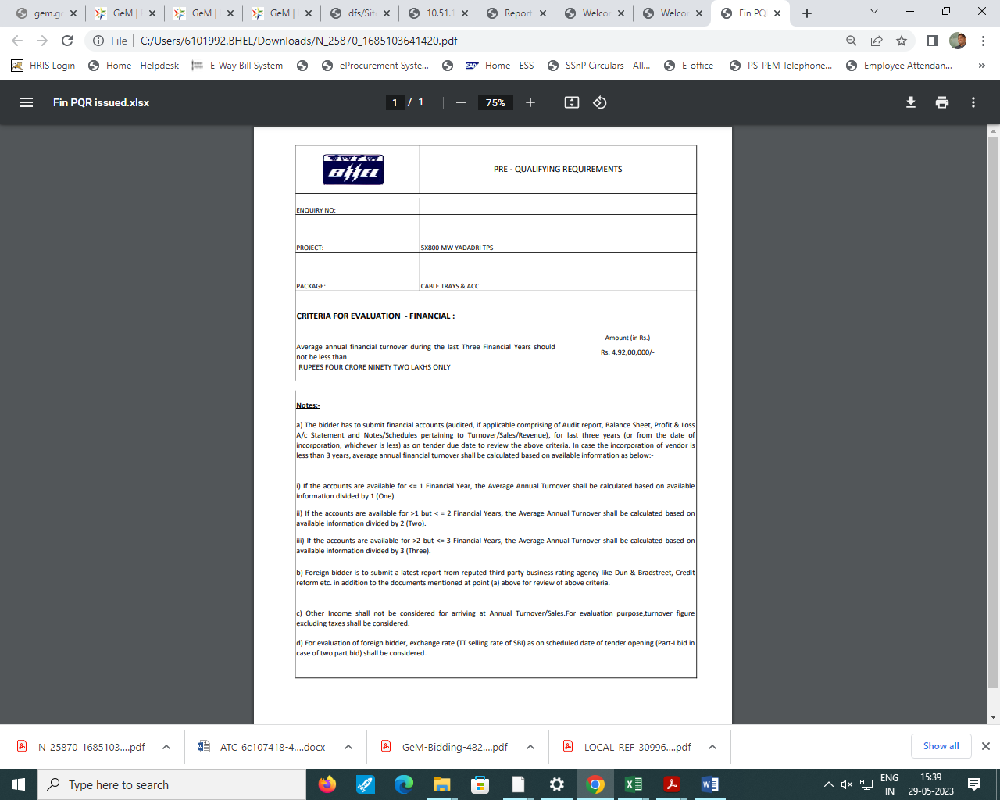 gem.g
GeM |
GeM |
GeM |
dfs/Sit
10.51.
Report
Welco
Welco
Fin PQ
File | C:/Users/6101992.BHEL/Downloads/N_25870_1685103641420.pdf
HRIS Login
Home - Helpdesk
E-Way Bill System
eProcurement Syste...
Home - ESS
SSnP Circulars - All...
E-office
PS-PEM Telephone...
Employee Attendan...
»
Fin PQR issued.xlsx
1 / 1
75%
PRE - QUALIFYING REQUIREMENTS
ENQUIRY NO:
PROJECT: 5X800 MW YADADRI TPS
PACKAGE: CABLE TRAYS & ACC.
CRITERIA FOR EVALUATION - FINANCIAL :
Amount (in Rs.)
Average annual financial turnover during the last Three Financial Years should
not be less than
Rs. 4,92,00,000/-
RUPEES FOUR CRORE NINETY TWO LAKHS ONLY
Notes:-
a) The bidder has to submit financial accounts (audited, if applicable comprising of Audit report, Balance Sheet, Profit & Loss
A/c Statement and Notes/Schedules pertaining to Turnover/Sales/Revenue), for last three years (or from the date of
incorporation, whichever is less) as on tender due date to review the above criteria. In case the incorporation of vendor is
less than 3 years, average annual financial turnover shall be calculated based on available information as below:-
i) If the accounts are available for <= 1 Financial Year, the Average Annual Turnover shall be calculated based on available
information divided by 1 (One).
ii) If the accounts are available for >1 but < = 2 Financial Years, the Average Annual Turnover shall be calculated based on
available information divided by 2 (Two).
iii) If the accounts are available for >2 but <= 3 Financial Years, the Average Annual Turnover shall be calculated based on
available information divided by 3 (Three).
b) Foreign bidder is to submit a latest report from reputed third party business rating agency like Dun & Bradstreet, Credit
reform etc. in addition to the documents mentioned at point (a) above for review of above criteria.
c) Other Income shall not be considered for arriving at Annual Turnover/Sales.For evaluation purpose,turnover figure
excluding taxes shall be considered.
d) For evaluation of foreign bidder, exchange rate (TT selling rate of SBI) as on scheduled date of tender opening (Part-I bid in
case of two part bid) shall be considered.
N_25870_1685103....pdf
ATC_6c107418-4....docx
GeM-Bidding-482....pdf
LOCAL_REF_30996....pdf
Show all
Type here to search
ENG
IN
15:39
29-05-2023